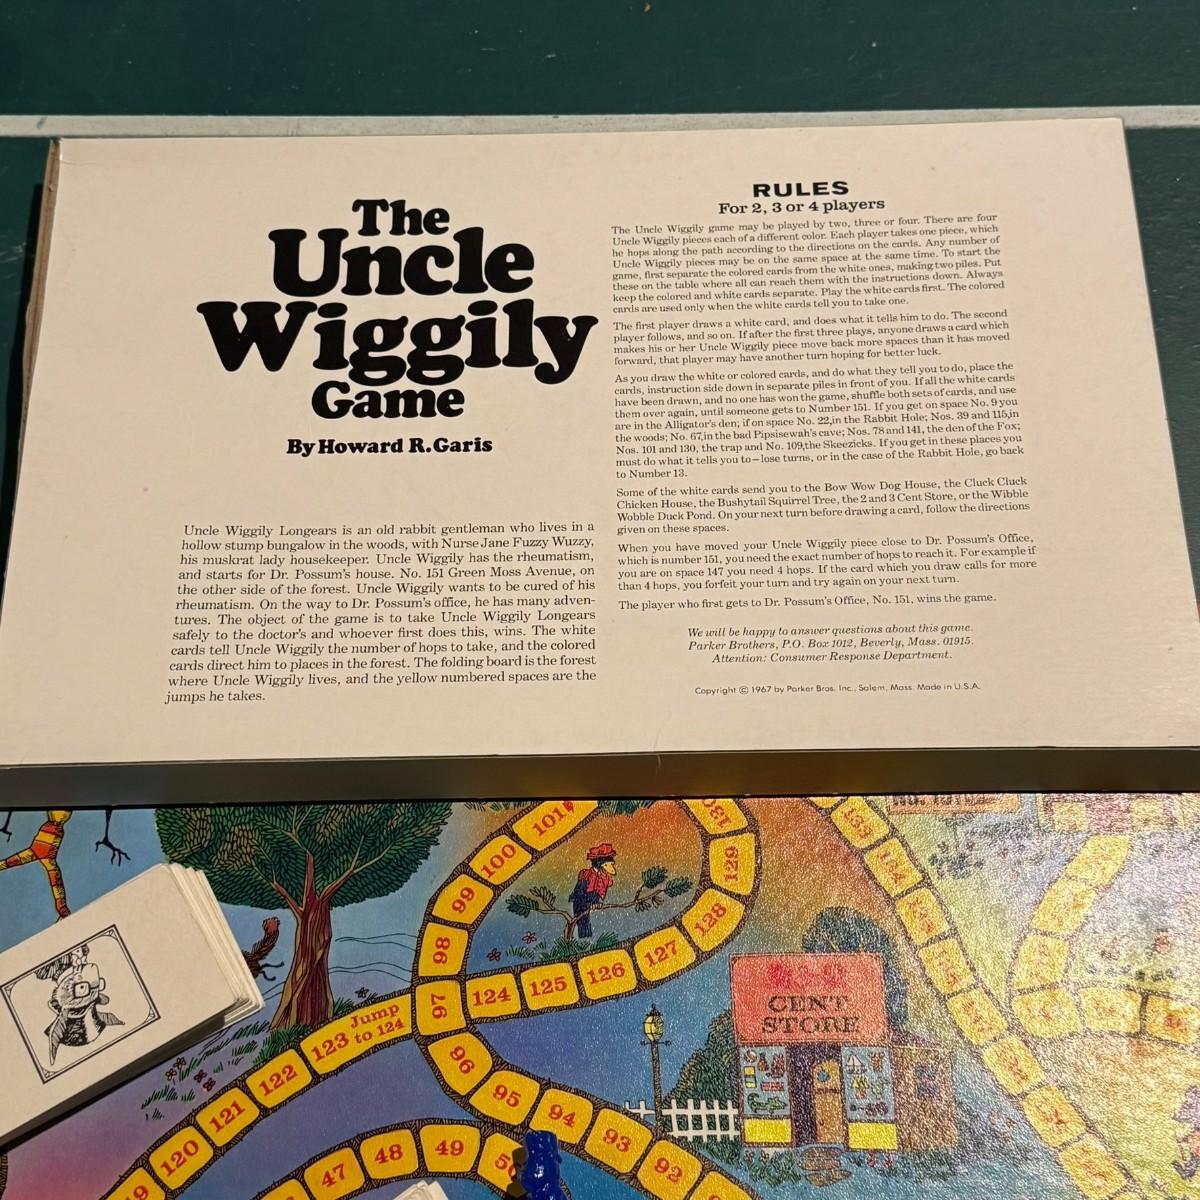 The
Uncle
Wiggily
Game
By Howard R. Garis
Uncle Wiggily Longears is an old rabbit gentleman who lives in a
hollow stump bungalow in the woods, with Nurse Jane Fuzzy Wuzzy,
his muskrat lady housekeeper. Uncle Wiggily has the rheumatism,
and starts for Dr. Possum's house. No. 151 Green Moss Avenue, on
the other side of the forest. Uncle Wiggily wants to be cured of his
rheumatism. On the way to Dr. Possum's office, he has many adven-
tures. The object of the game is to take Uncle Wiggily Longears
safely to the doctor's and whoever first does this, wins. The white
cards tell Uncle Wiggily the number of hops to take, and the colored
cards direct him to places in the forest. The folding board is the forest
where Uncle Wiggily lives, and the yellow numbered spaces are the
jumps he takes.
RULES
For 2, 3 or 4 players
The Uncle Wiggily game may be played by two, three or four. There are four
Uncle Wiggily pieces each of a different color. Each player takes one piece, which
he hops along the path according to the directions on the cards. Any number of
Uncle Wiggily pieces may be on the same space at the same time. To start the
game, first separate the colored cards from the white ones, making two piles. Put
these on the table where all can reach them with the instructions down. Always
keep the colored and white cards separate. Play the white cards first. The colored
cards are used only when the white cards tell you to take one.
The first player draws a white card, and does what it tells him to do. The second
player follows, and so on. If after the first three plays, anyone draws a card which
makes his or her Uncle Wiggily piece move back more spaces than it has moved
forward, that player may have another turn hoping for better luck.
As you draw the white or colored cards, and do what they tell you to do, place the
cards, instruction side down in separate piles in front of you. If all the white cards
have been drawn, and no one has won the game, shuffle both sets of cards, and use
them over again, until someone gets to Number 151. If you get on space No. 9 you
are in the Alligator's den; if on space No. 22, in the Rabbit Hole; Nos. 39 and 115, in
the woods; No. 67, in the bad Pipsisewah's cave; Nos. 78 and 141, the den of the Fox;
Nos. 101 and 130, the trap and No. 109, the Skeezicks. If you get in these places you
must do what it tells you to—lose turns, or in the case of the Rabbit Hole, go back
to Number 13.
Some of the white cards send you to the Bow Wow Dog House, the Cluck Cluck
Chicken House, the Bushytail Squirrel Tree, the 2 and 3 Cent Store, or the Wibble
Wobble Duck Pond. On your next turn before drawing a card, follow the directions
given on these spaces.
When you have moved your Uncle Wiggily piece close to Dr. Possum's Office,
which is number 151, you need the exact number of hops to reach it. For example if
you are on space 147 you need 4 hops. If the card which you draw calls for more
than 4 hops, you forfeit your turn and try again on your next turn.
The player who first gets to Dr. Possum's Office, No. 151, wins the game.
We will be happy to answer questions about this game.
Parker Brothers, P.O. Box 1012, Beverly, Mass. 01915.
Attention: Consumer Response Department.
Copyright © 1967 by Parker Bros. Inc., Salem, Mass. Made in U.S.A.
101
100
99
98
97
96
95
94
93
92
129
128
127
126
125
124
123 Jump
to 124
122
121
120
47
48
49
50
133
134
CENT
STORE